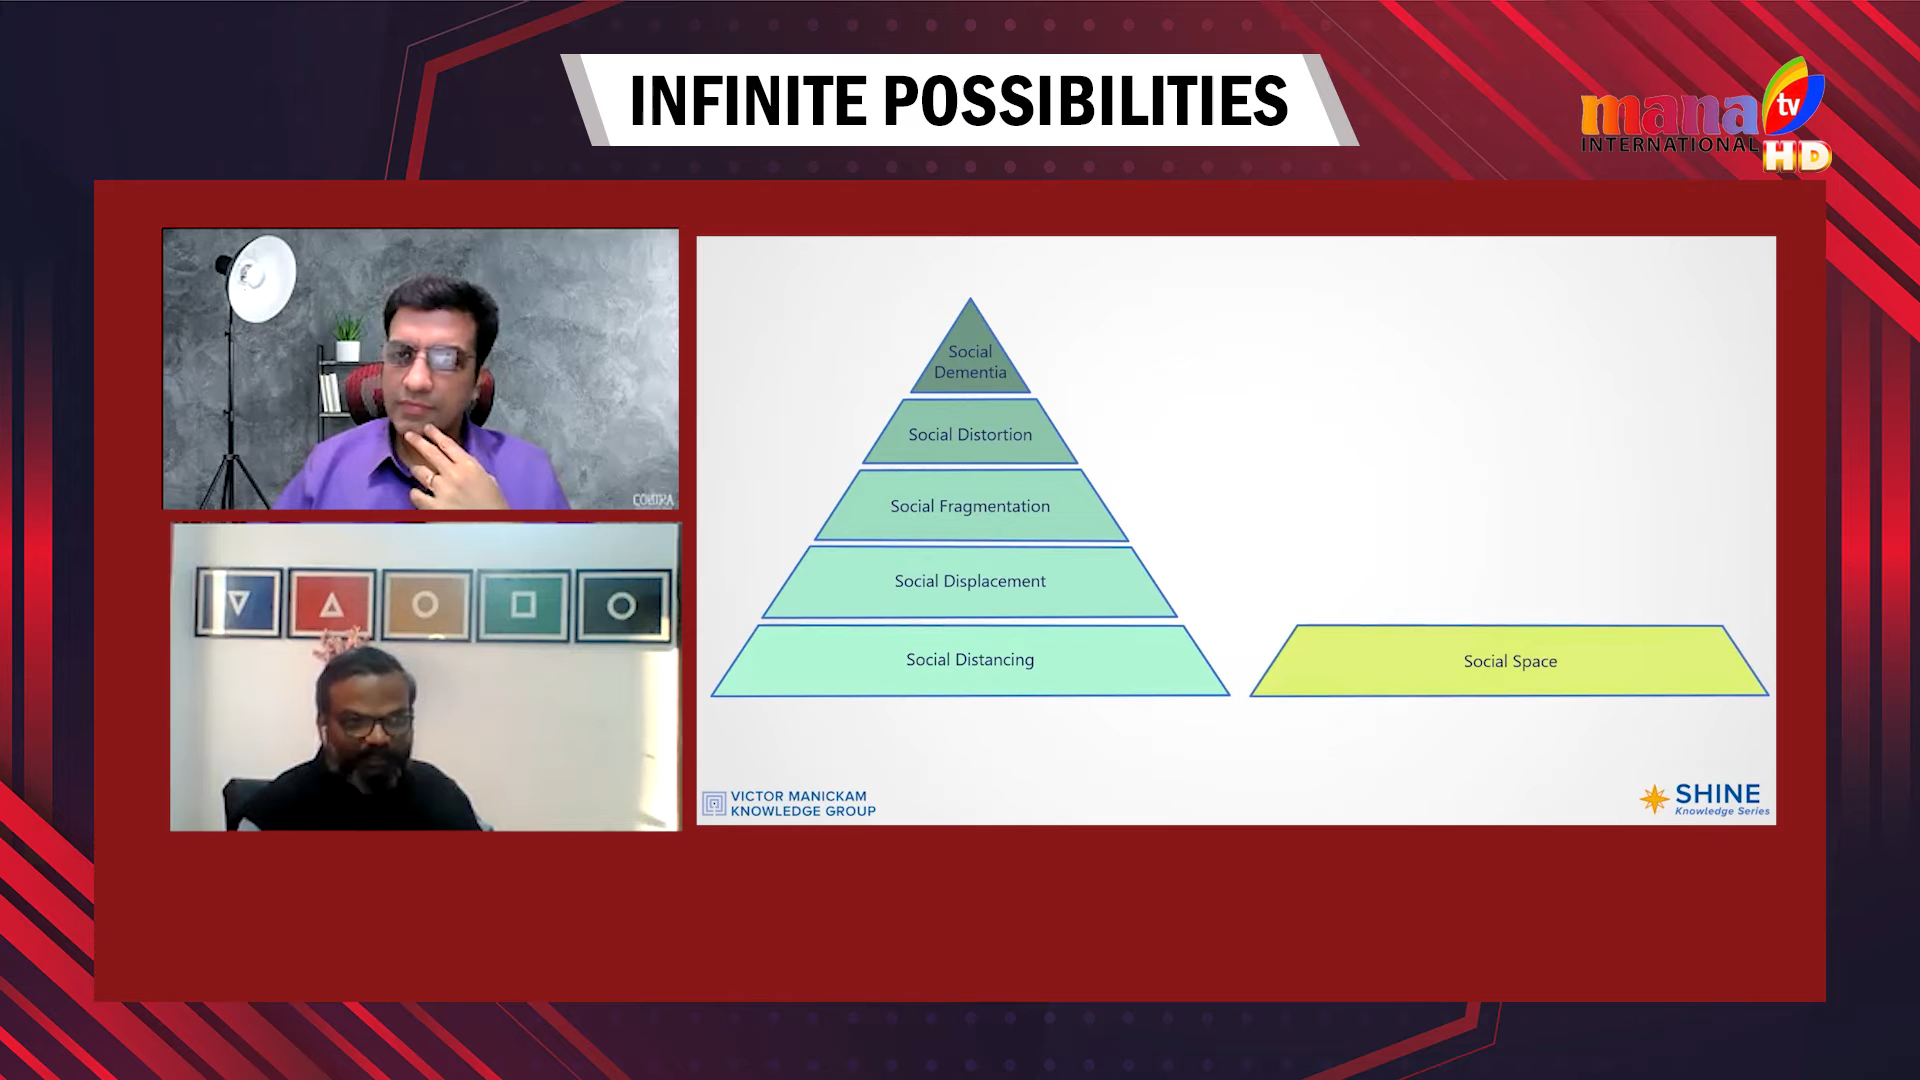 INFINITE POSSIBILITIES
mana tv
INTERNATIONAL
HD
Social
Dementia
Social Distortion
Social Fragmentation
Social Displacement
Social Distancing
Social Space
VICTOR MANICKAM
KNOWLEDGE GROUP
SHINE
Knowledge Series